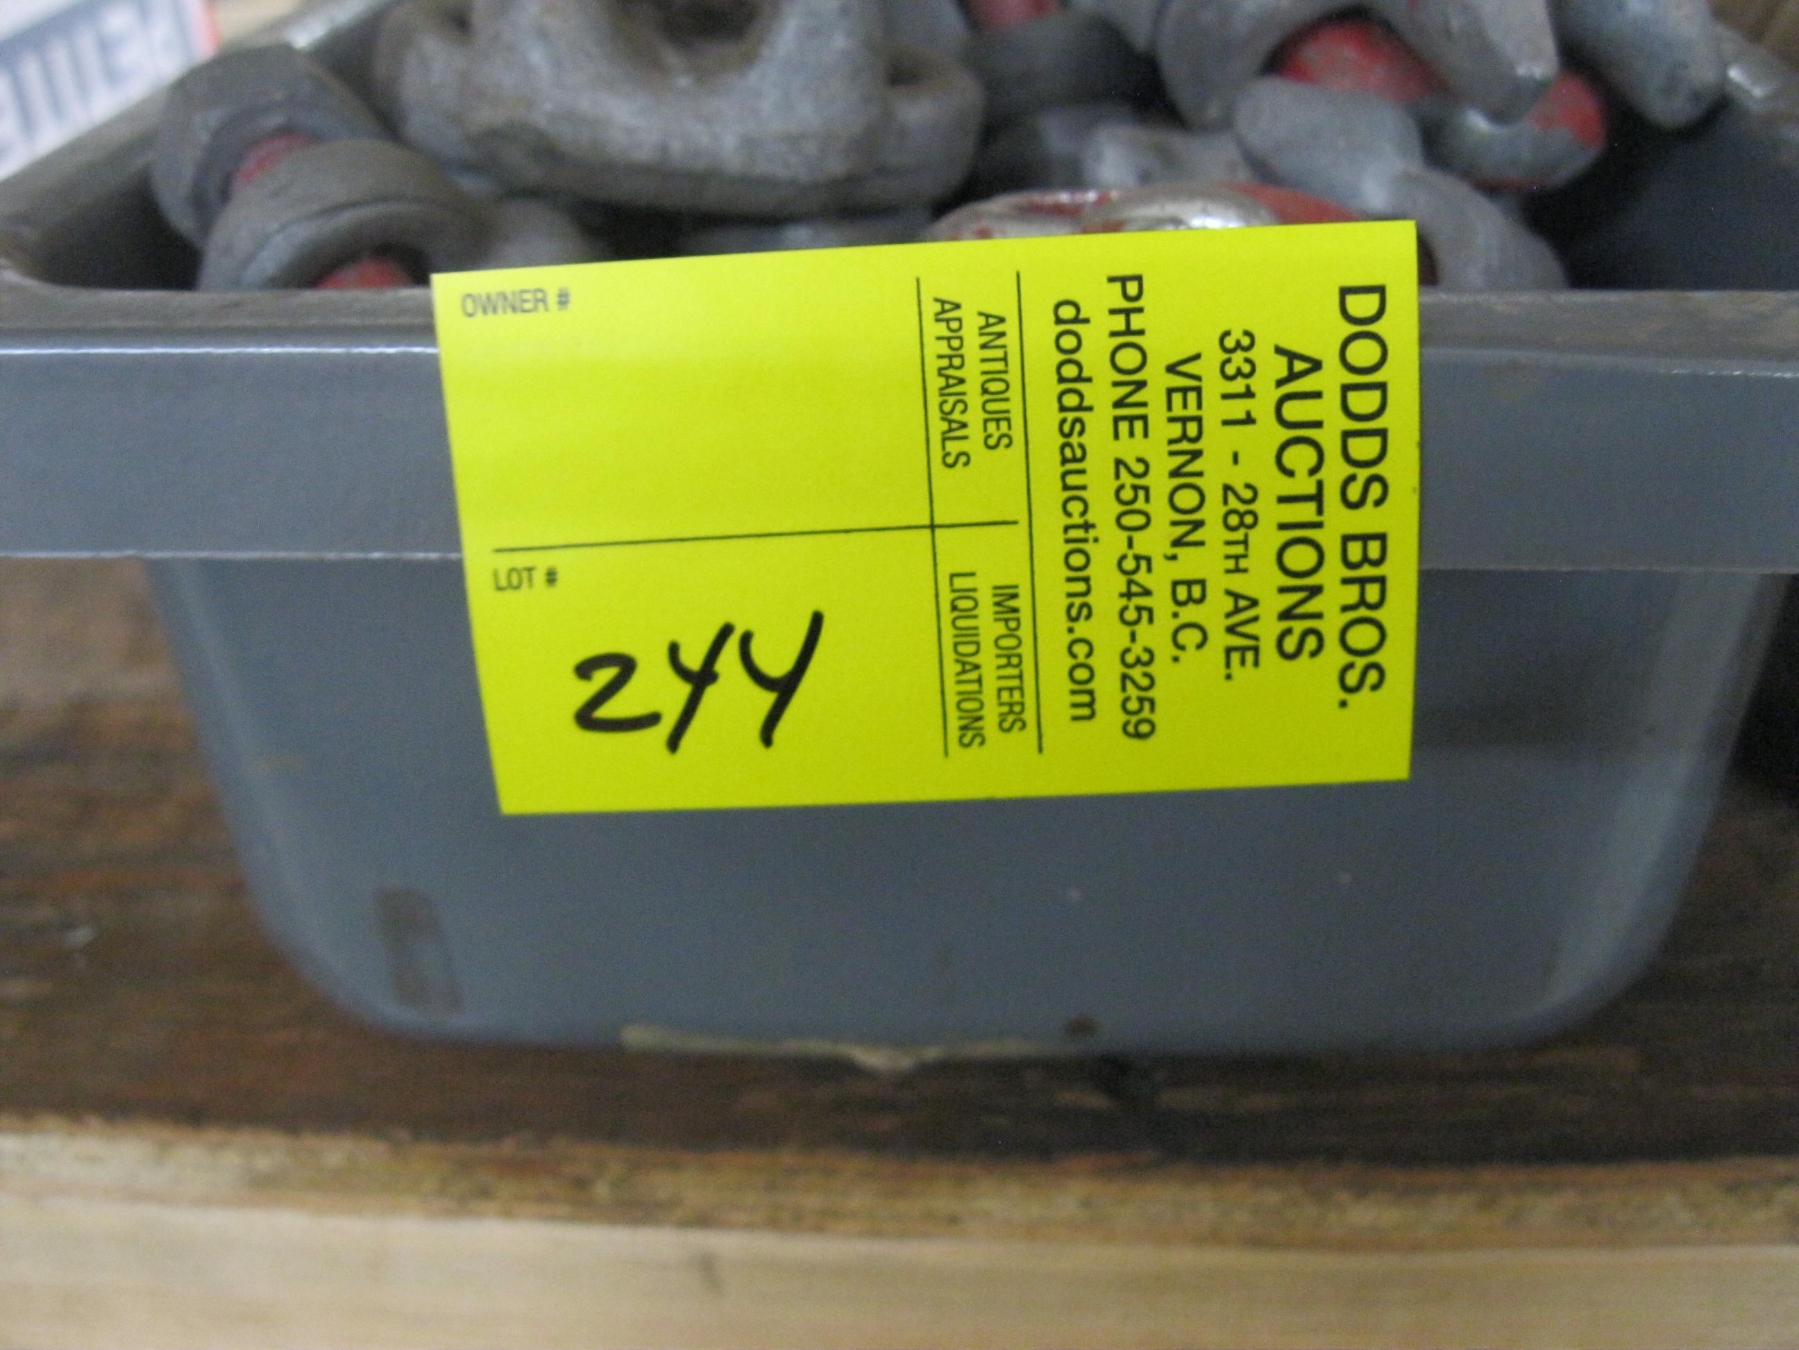 DODDS BROS.
AUCTIONS
3311 - 28TH AVE.
VERNON, B.C.
PHONE 250-545-3259
doddsauctions.com
ANTIQUES
APPRAISALS
IMPORTERS
LIQUIDATIONS
OWNER #
LOT #
244